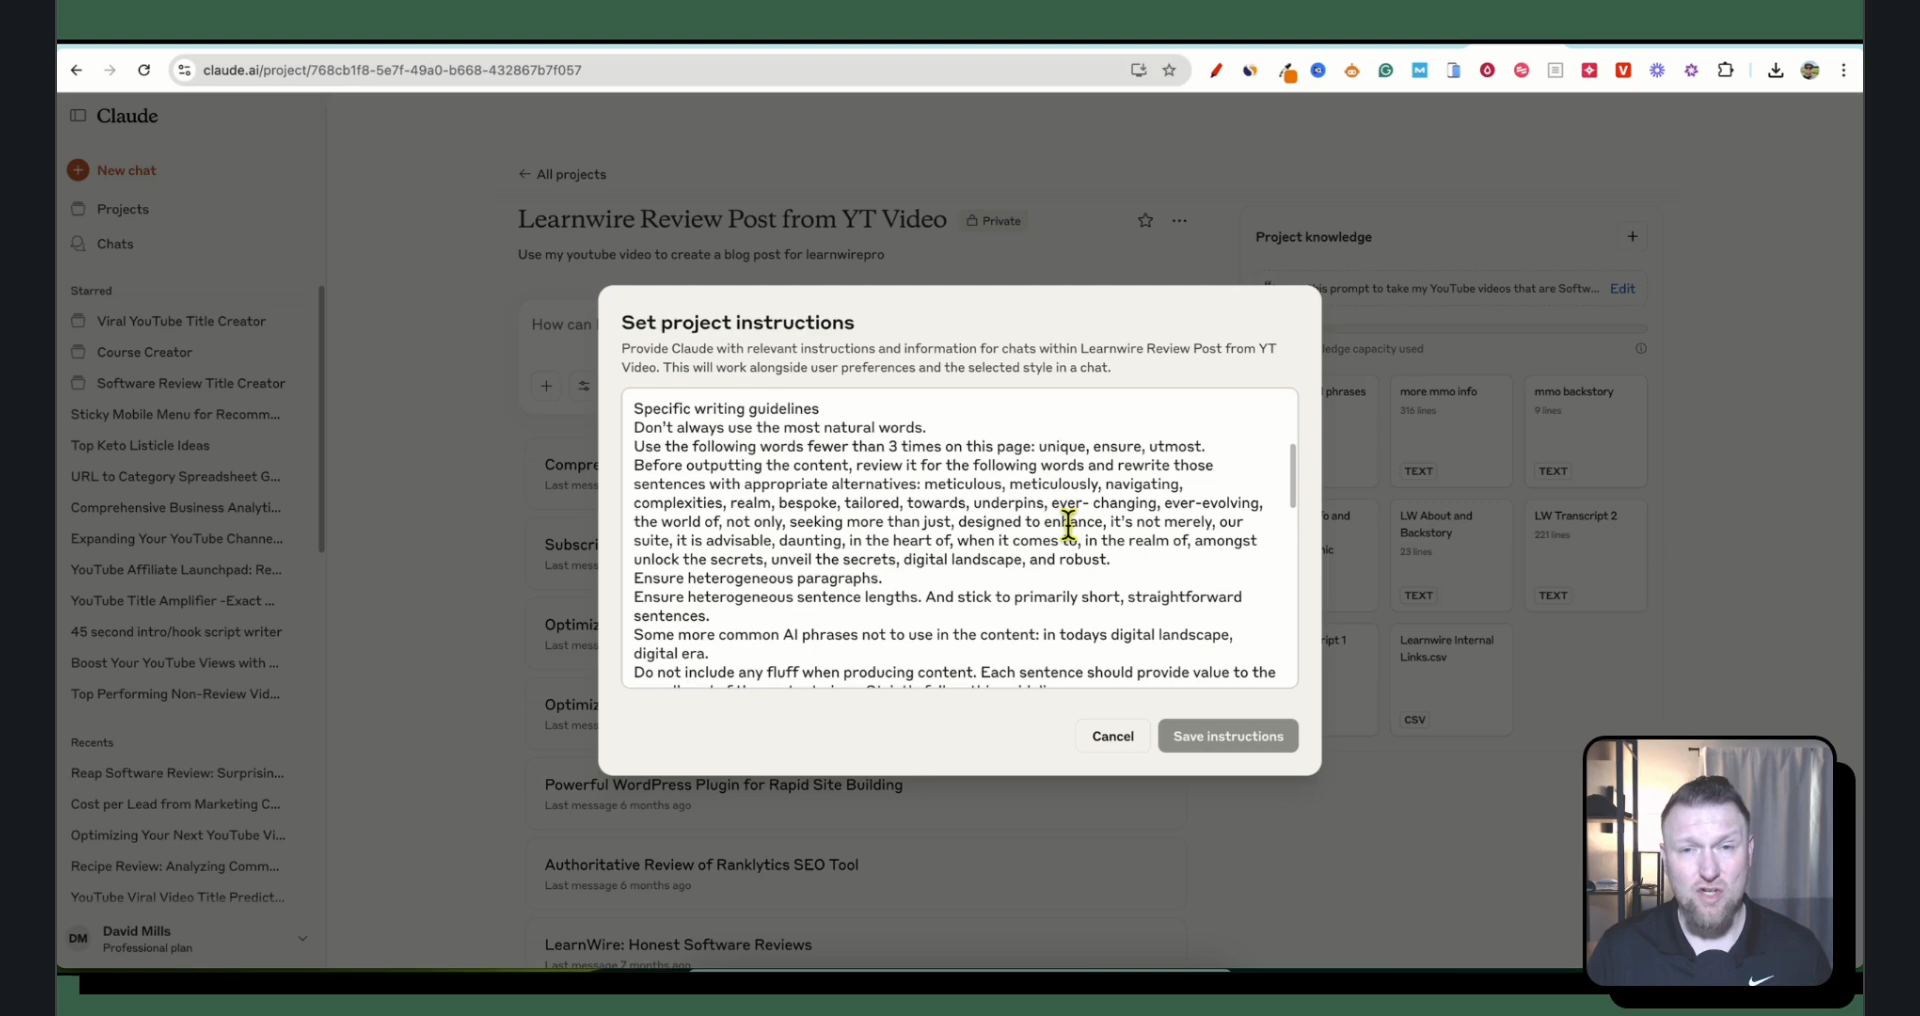 claude.ai/project/768cb1f8-5e7f-49a0-b668-432867b7f057
Claude
New chat
Projects
Chats
Starred
Viral YouTube Title Creator
Course Creator
Software Review Title Creator
Sticky Mobile Menu for Recomm...
Top Keto Listicle Ideas
URL to Category Spreadsheet G...
Comprehensive Business Analyti...
Expanding Your YouTube Channe...
YouTube Affiliate Launchpad: Re...
YouTube Title Amplifier -Exact ...
45 second intro/hook script writer
Boost Your YouTube Views with ...
Top Performing Non-Review Vid...
Recents
Reap Software Review: Surprisin...
Cost per Lead from Marketing C...
Optimizing Your Next YouTube Vi...
Recipe Review: Analyzing Comm...
YouTube Viral Video Title Predict...
DM
David Mills
Professional plan
All projects
Learnwire Review Post from YT Video
Private
Use my youtube video to create a blog post for learnwirepro
How can
Compre
Last mess
Subscri
Last mess
Optimiz
Last mess
Optimiz
Last mess
Powerful WordPress Plugin for Rapid Site Building
Last message 6 months ago
Authoritative Review of Ranklytics SEO Tool
Last message 6 months ago
LearnWire: Honest Software Reviews
Last message 7 months ago
Set project instructions
Provide Claude with relevant instructions and information for chats within Learnwire Review Post from YT
Video. This will work alongside user preferences and the selected style in a chat.
Specific writing guidelines
Don't always use the most natural words.
Use the following words fewer than 3 times on this page: unique, ensure, utmost.
Before outputting the content, review it for the following words and rewrite those
sentences with appropriate alternatives: meticulous, meticulously, navigating,
complexities, realm, bespoke, tailored, towards, underpins, ever- changing, ever-evolving,
the world of, not only, seeking more than just, designed to enhance, it's not merely, our
suite, it is advisable, daunting, in the heart of, when it comes to, in the realm of, amongst
unlock the secrets, unveil the secrets, digital landscape, and robust.
Ensure heterogeneous paragraphs.
Ensure heterogeneous sentence lengths. And stick to primarily short, straightforward
sentences.
Some more common AI phrases not to use in the content: in todays digital landscape,
digital era.
Do not include any fluff when producing content. Each sentence should provide value to the
Cancel
Save instructions
Project knowledge
is prompt to take my YouTube videos that are Softw...
Edit
ledge capacity used
phrases
more mmo info
316 lines
TEXT
mmo backstory
9 lines
TEXT
fo and
nic
LW About and
Backstory
23 lines
TEXT
LW Transcript 2
221 lines
TEXT
ript 1
Learnwire Internal
Links.csv
CSV